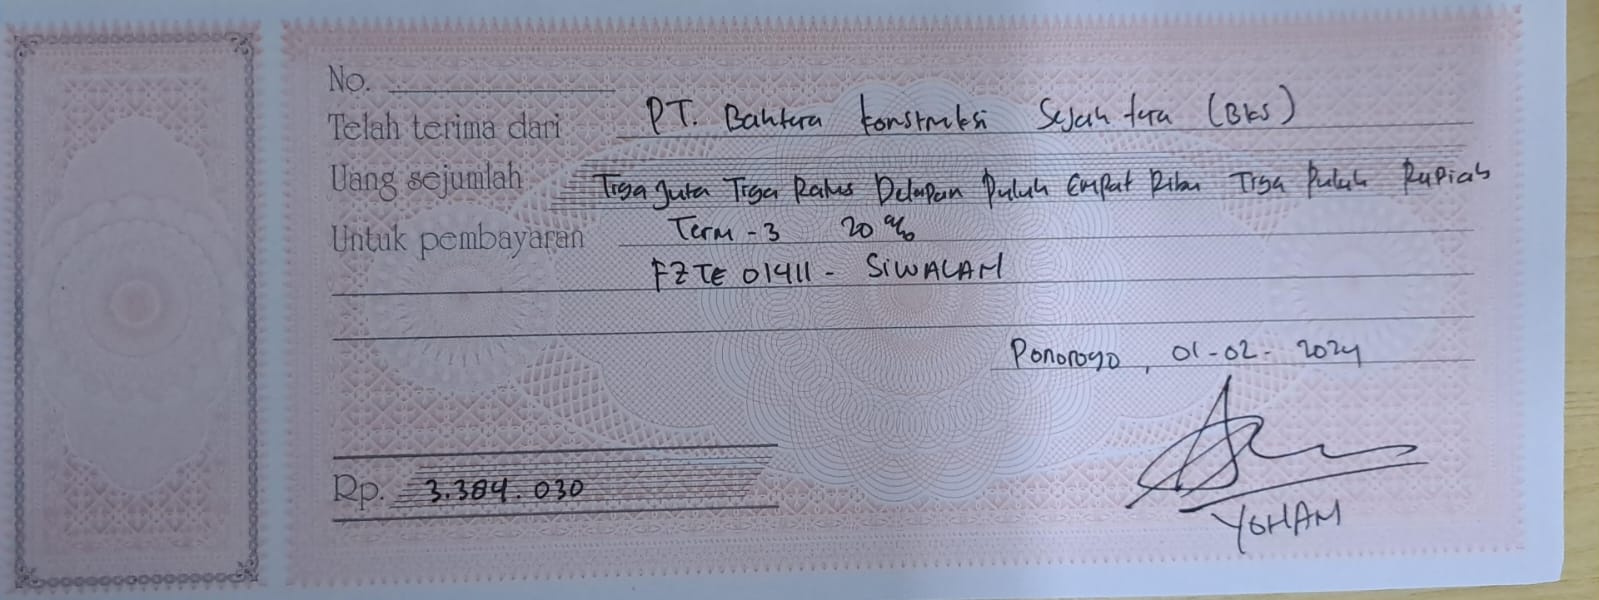 No.
Telah terima dari PT. Bahtera Konstruksi Sejahtera (BKS)
Uang sejumlah Tiga Juta Tiga Ratus Delapan Puluh Empat Ribu Tiga Puluh Rupiah
Untuk pembayaran Term - 3 20 %
FZTE 01411 - SIWALAN
Ponorogo, 01 - 02 - 2024
Rp. 3.384.030
YOHAN